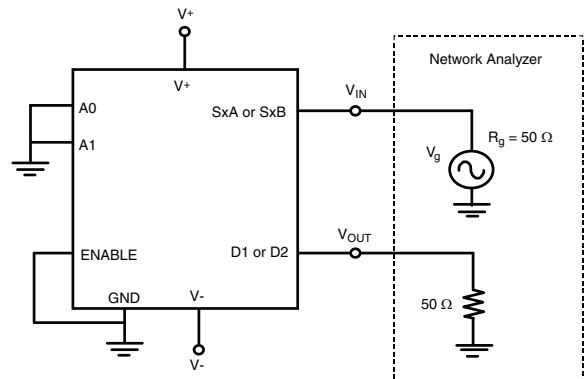 V+
Network Analyzer
V+
A0
SxA or SxB
VIN
Rg = 50 Ω
A1
Vg
ENABLE
D1 or D2
VOUT
GND
V-
50 Ω
V-